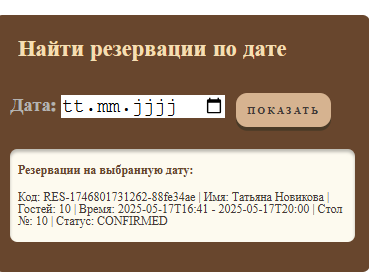 Найти резервации по дате
Дата: tt.mm.jjjj ПОКАЗАТЬ
Резервации на выбранную дату:
Код: RES-1746801731262-88fe34ae | Имя: Татьяна Новикова |
Гостей: 10 | Время: 2025-05-17T16:41 - 2025-05-17T20:00 | Стол
№: 10 | Статус: CONFIRMED